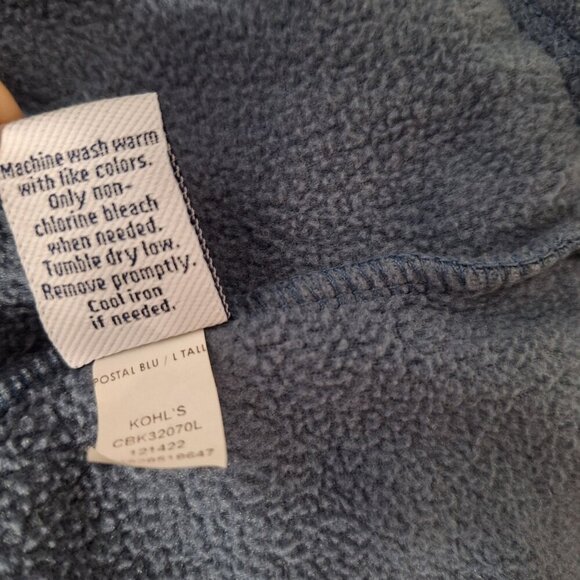 Machine wash warm
with like colors.
Only non-
chlorine bleach
when needed.
Tumble dry low.
Remove promptly.
Cool iron
if needed.
POSTAL BLU / L TALL
KOHL'S
CBK32070L
121422